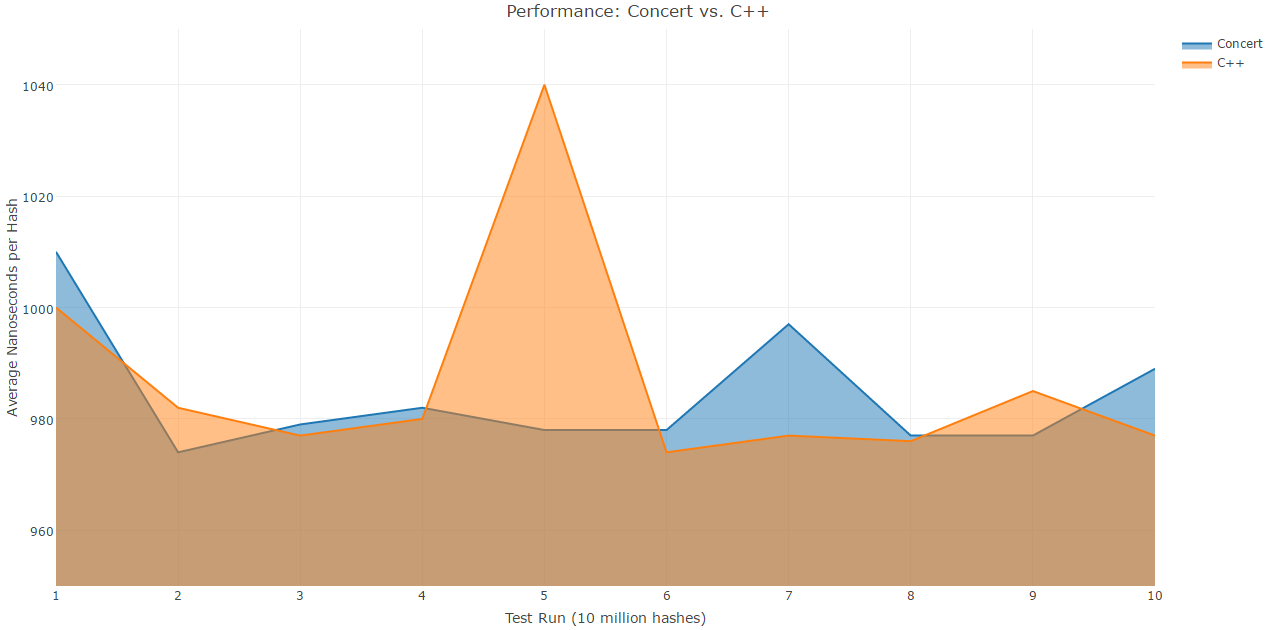 Performance: Concert vs. C++
Concert
C++
Average Nanoseconds per Hash
1040
1020
1000
980
960
1 2 3 4 5 6 7 8 9 10
Test Run (10 million hashes)